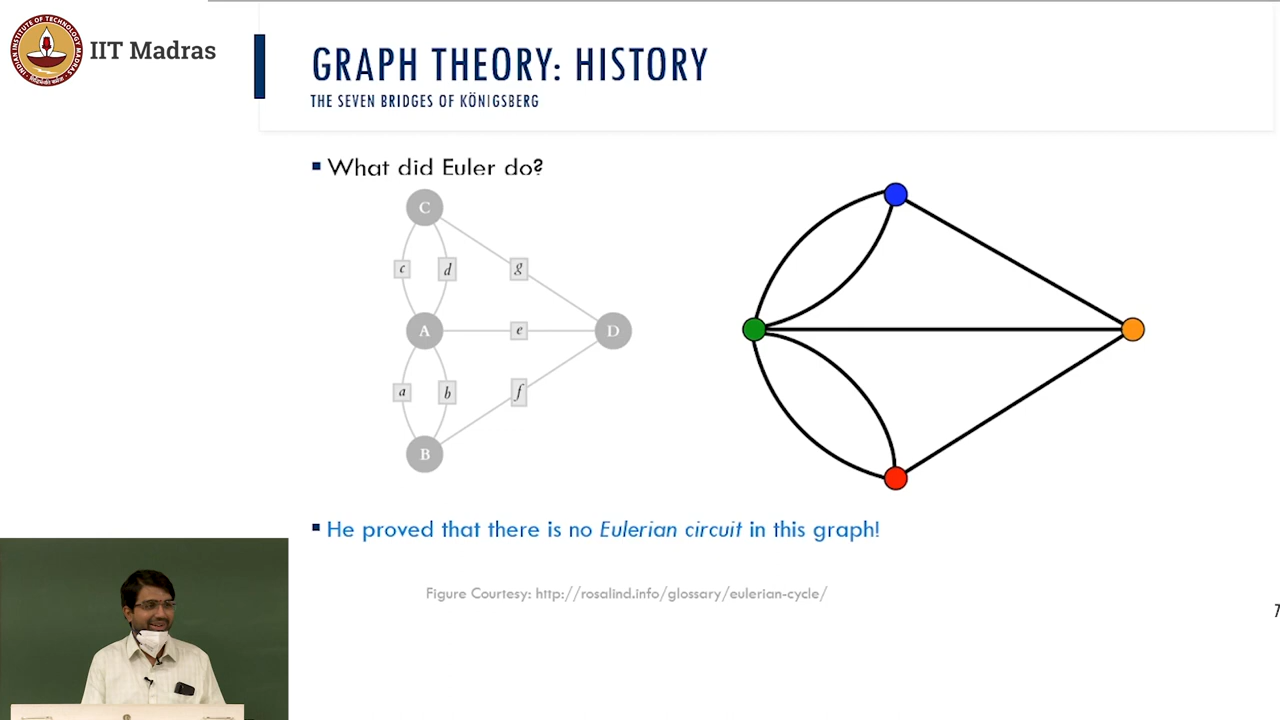 IIT Madras
GRAPH THEORY: HISTORY
THE SEVEN BRIDGES OF KÖNIGSBERG
What did Euler do?
C
c d g
A e D
a b f
B
He proved that there is no Eulerian circuit in this graph!
Figure Courtesy: http://rosalind.info/glossary/eulerian-cycle/